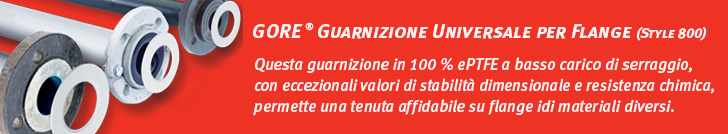 GORE® Guarnizione Universale per Flange (Style 800)
Questa guarnizione in 100 % ePTFE a basso carico di serraggio,
con eccezionali valori di stabilità dimensionale e resistenza chimica,
permette una tenuta affidabile su flange idi materiali diversi.